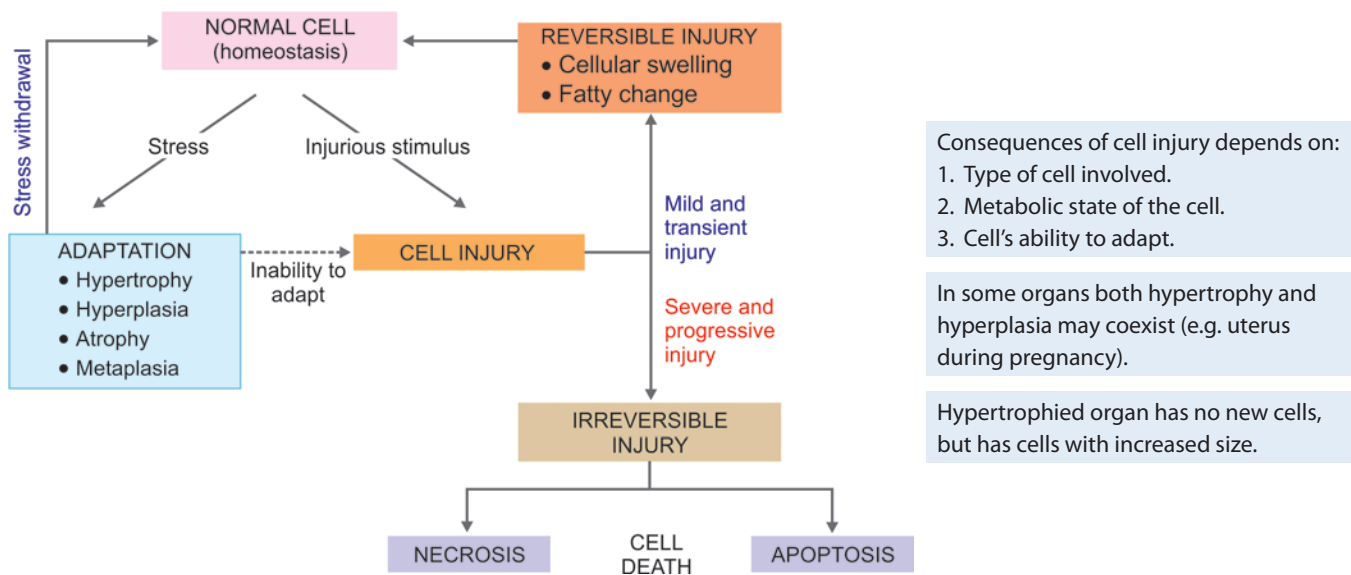 NORMAL CELL
(homeostasis)
REVERSIBLE INJURY
• Cellular swelling
• Fatty change
Stress withdrawal
Stress
Injurious stimulus
ADAPTATION
• Hypertrophy
• Hyperplasia
• Atrophy
• Metaplasia
Inability to
adapt
CELL INJURY
Mild and
transient
injury
Severe and
progressive
injury
IRREVERSIBLE
INJURY
NECROSIS
CELL
DEATH
APOPTOSIS
Consequences of cell injury depends on:
1. Type of cell involved.
2. Metabolic state of the cell.
3. Cell’s ability to adapt.
In some organs both hypertrophy and
hyperplasia may coexist (e.g. uterus
during pregnancy).
Hypertrophied organ has no new cells,
but has cells with increased size.